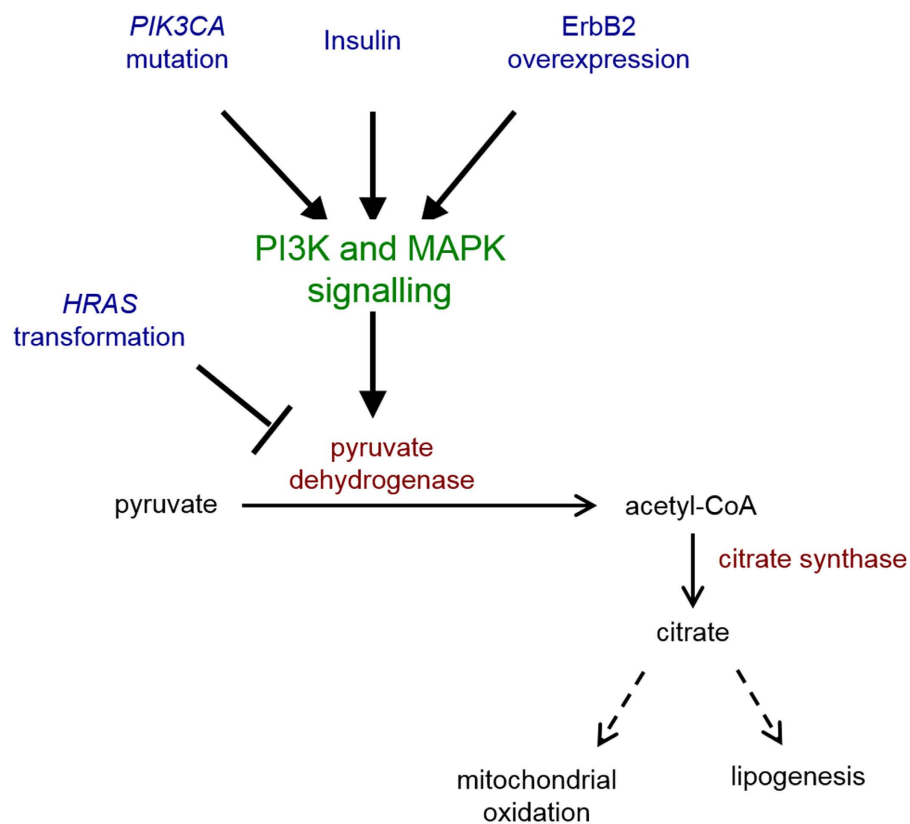 PIK3CA
mutation
Insulin
ErbB2
overexpression
PI3K and MAPK
signalling
HRAS
transformation
pyruvate
dehydrogenase
pyruvate
acetyl-CoA
citrate synthase
citrate
mitochondrial
oxidation
lipogenesis